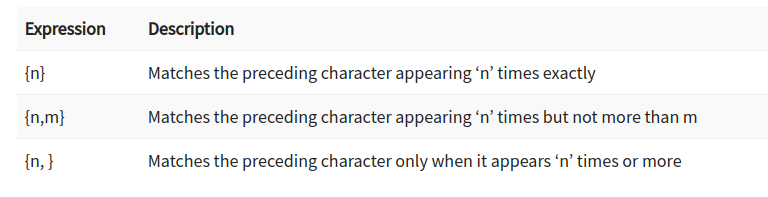 Expression Description
{n} Matches the preceding character appearing ‘n’ times exactly
{n,m} Matches the preceding character appearing ‘n’ times but not more than m
{n, } Matches the preceding character only when it appears ‘n’ times or more